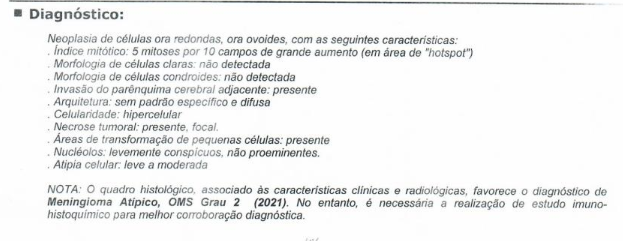 ▪ Diagnóstico:
Neoplasia de células ora redondas, ora ovoides, com as seguintes características:
. Índice mitótico: 5 mitoses por 10 campos de grande aumento (em área de "hotspot")
. Morfologia de células claras: não detectada
. Morfologia de células condroides: não detectada
. Invasão do parênquima cerebral adjacente: presente
. Arquitetura: sem padrão específico e difusa
. Celularidade: hipercelular
. Necrose tumoral: presente, focal.
. Áreas de transformação de pequenas células: presente
. Nucléolos: levemente conspícuos, não proeminentes.
. Atipia celular: leve a moderada
NOTA: O quadro histológico, associado às características clínicas e radiológicas, favorece o diagnóstico de
Meningioma Atípico, OMS Grau 2 (2021). No entanto, é necessária a realização de estudo imuno-
histoquímico para melhor corroboração diagnóstica.